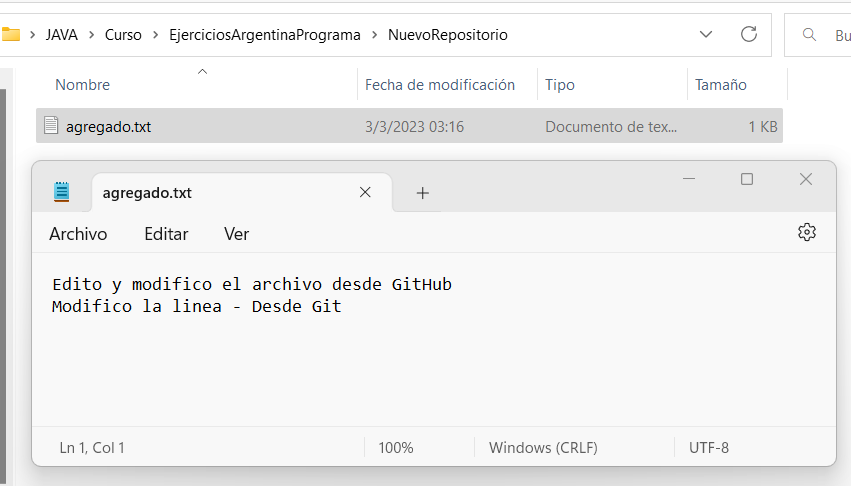 JAVA > Curso > EjerciciosArgentinaPrograma > NuevoRepositorio Bu
Nombre Fecha de modificación Tipo Tamaño
agregado.txt 3/3/2023 03:16 Documento de tex... 1 KB
agregado.txt
Archivo Editar Ver
Edito y modifico el archivo desde GitHub
Modifico la linea - Desde Git
Ln 1, Col 1 100% Windows (CRLF) UTF-8